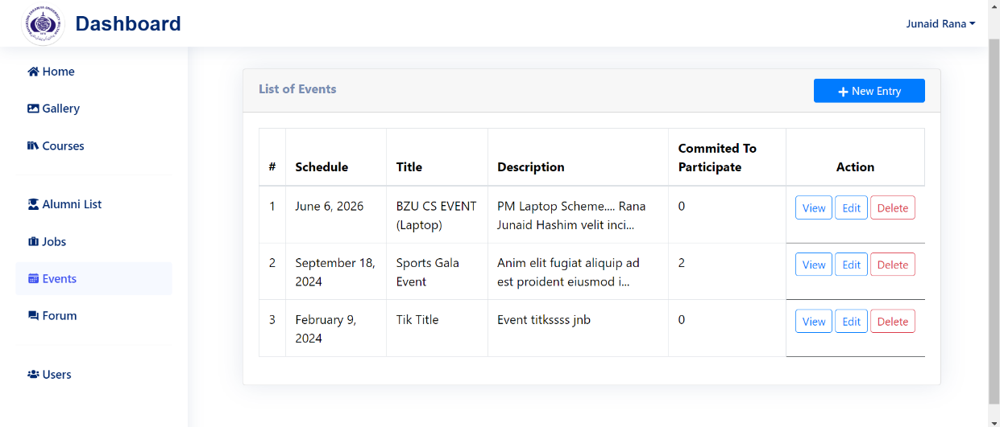 Dashboard
Junaid Rana
Home
Gallery
Courses
Alumni List
Jobs
Events
Forum
Users
List of Events
New Entry
# Schedule Title Description Commited To
Participate Action
1 June 6, 2026 BZU CS EVENT PM Laptop Scheme.... Rana 0 View Edit Delete
(Laptop) Junaid Hashim velit inci...
2 September 18, Sports Gala Anim elit fugiat aliquip ad 2 View Edit Delete
2024 Event est proident eiusmod i...
3 February 9, Tik Title Event titkssss jnb 0 View Edit Delete
2024